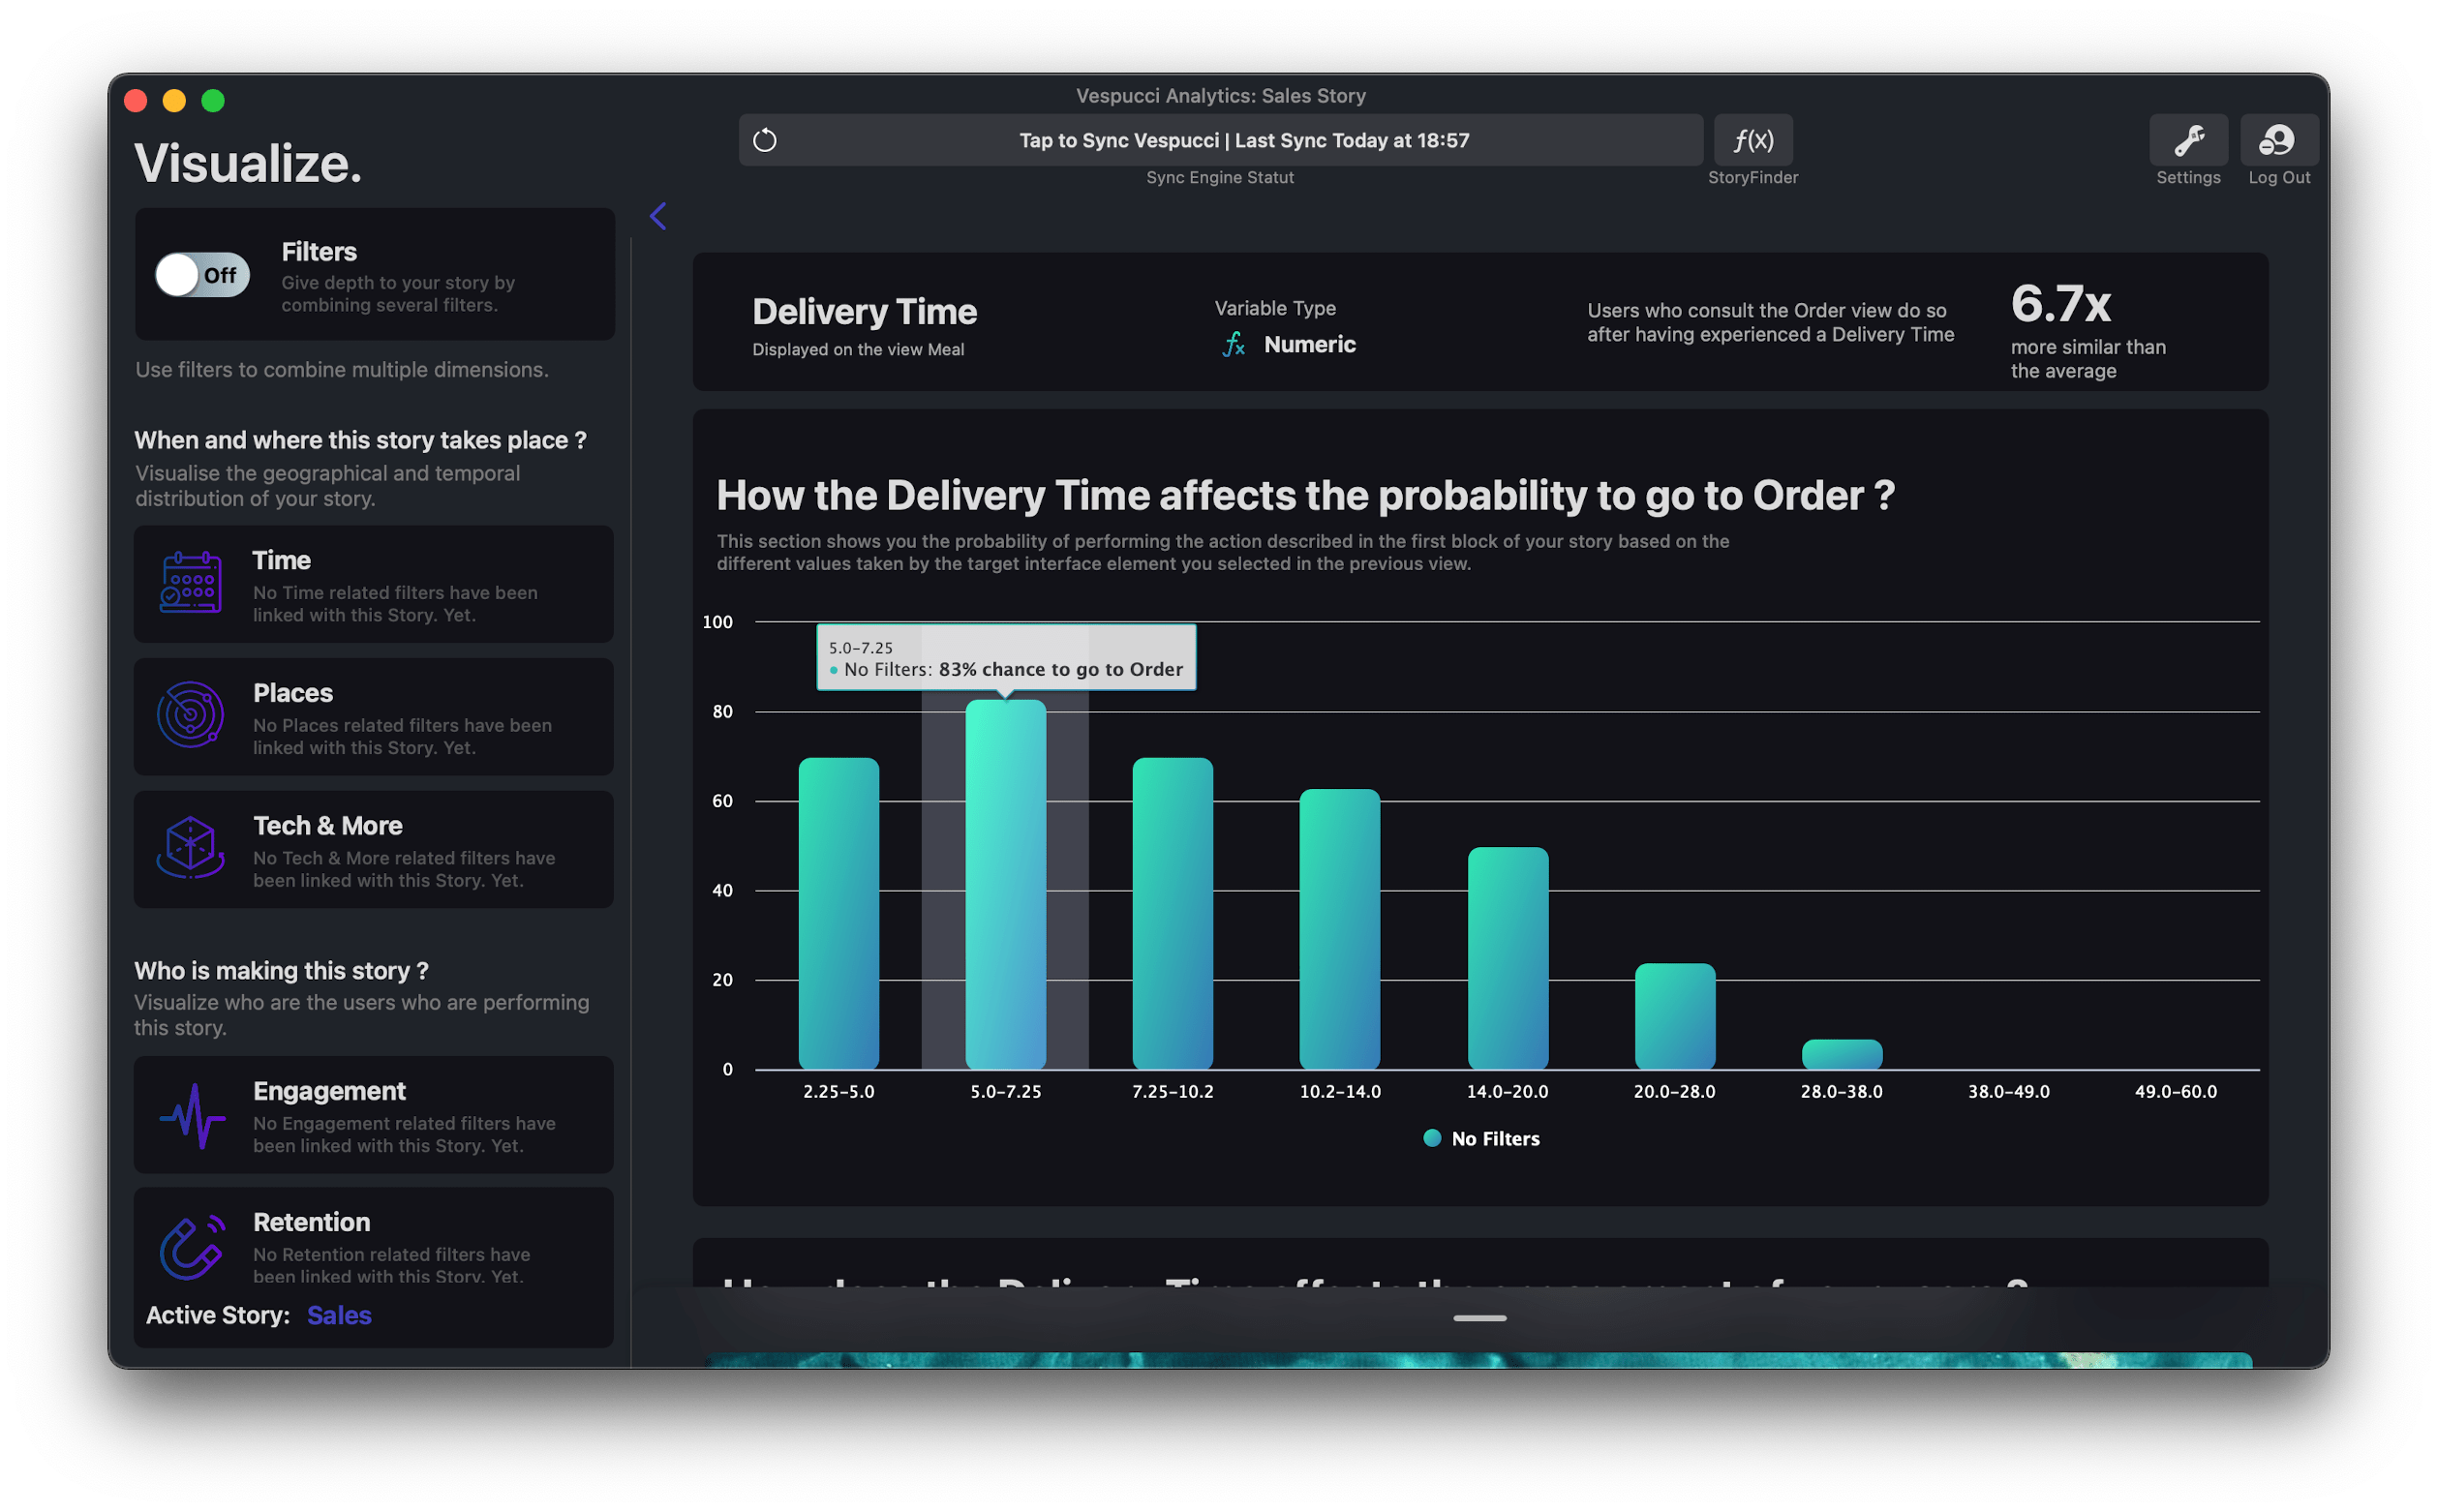 Vespucci Analytics: Sales Story
Visualize.
Tap to Sync Vespucci | Last Sync Today at 18:57
Sync Engine Statut
f(x)
StoryFinder
Settings
Log Out
Off
Filters
Give depth to your story by
combining several filters.
Use filters to combine multiple dimensions.
When and where this story takes place ?
Visualise the geographical and temporal
distribution of your story.
Time
No Time related filters have been
linked with this Story. Yet.
Places
No Places related filters have been
linked with this Story. Yet.
Tech & More
No Tech & More related filters have
been linked with this Story. Yet.
Who is making this story ?
Visualize who are the users who are performing
this story.
Engagement
No Engagement related filters have
been linked with this Story. Yet.
Retention
No Retention related filters have
been linked with this Story. Yet.
Active Story: Sales
Delivery Time
Displayed on the view Meal
Variable Type
fx Numeric
Users who consult the Order view do so
after having experienced a Delivery Time
6.7x
more similar than
the average
How the Delivery Time affects the probability to go to Order ?
This section shows you the probability of performing the action described in the first block of your story based on the
different values taken by the target interface element you selected in the previous view.
100
80
60
40
20
0
5.0–7.25
No Filters: 83% chance to go to Order
2.25–5.0
5.0–7.25
7.25–10.2
10.2–14.0
14.0–20.0
20.0–28.0
28.0–38.0
38.0–49.0
49.0–60.0
No Filters
How does the Delivery Time affects the